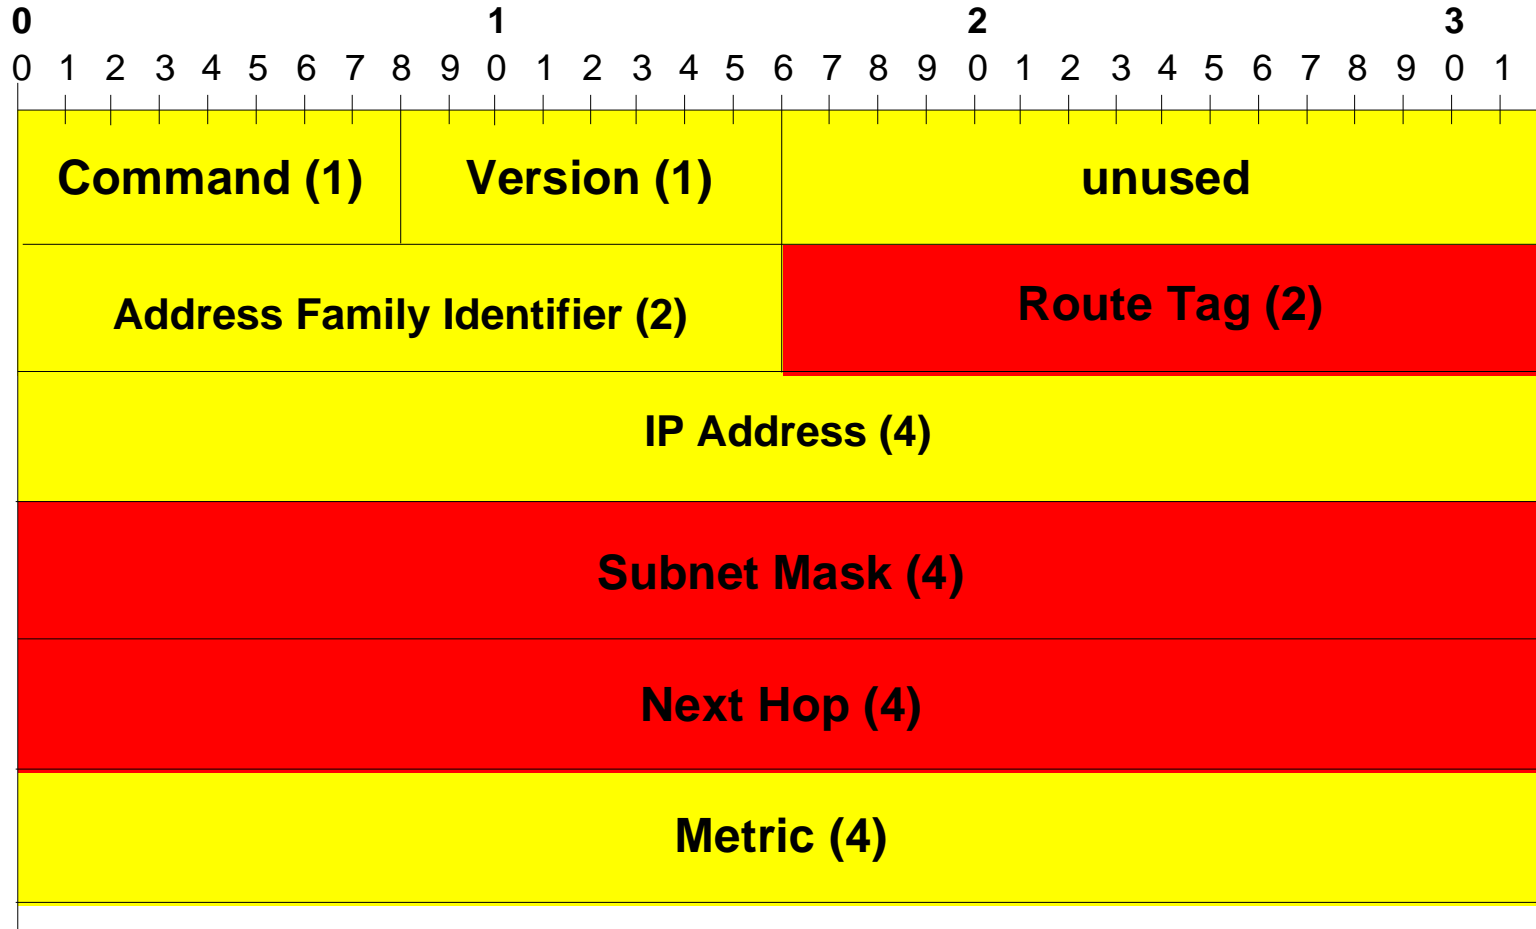 0 1 2 3
0 1 2 3 4 5 6 7 8 9 0 1 2 3 4 5 6 7 8 9 0 1 2 3 4 5 6 7 8 9 0 1
Command (1) Version (1) unused
Address Family Identifier (2) Route Tag (2)
IP Address (4)
Subnet Mask (4)
Next Hop (4)
Metric (4)